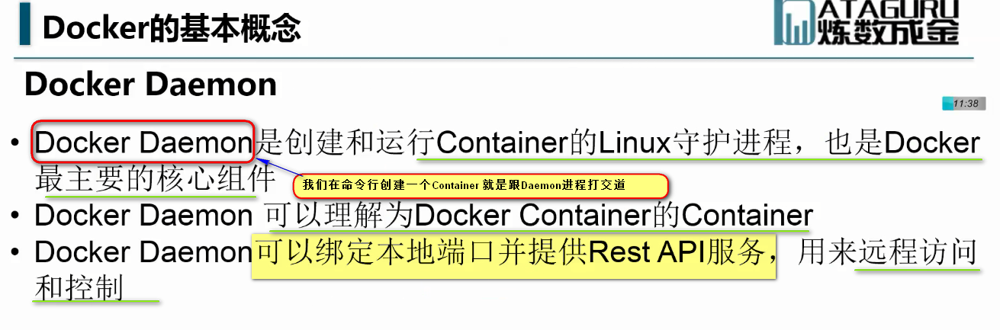 Docker的基本概念
ATAGURU
炼数成金
Docker Daemon
11:38
• Docker Daemon是创建和运行Container的Linux守护进程，也是Docker
最主要的核心组件
我们在命令行创建一个Container 就是跟Daemon进程打交道
• Docker Daemon 可以理解为Docker Container的Container
• Docker Daemon可以绑定本地端口并提供Rest API服务，用来远程访问
和控制